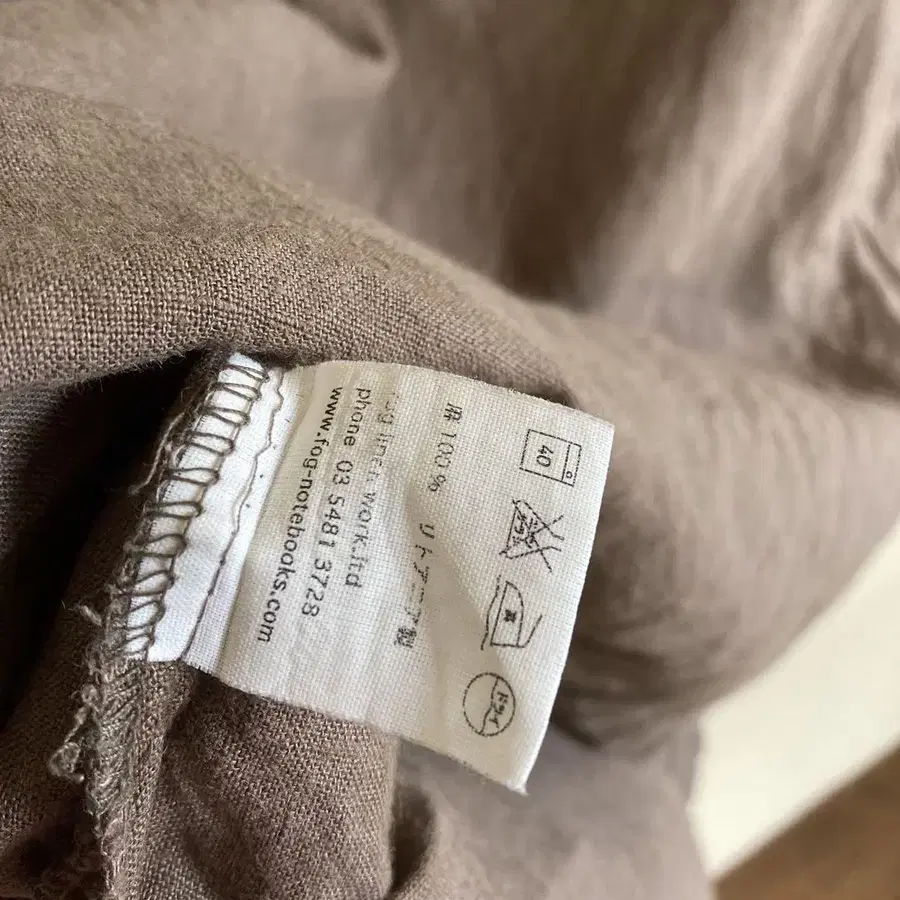 40
ドライ
麻 100%
リトアニア製
fog linen work.ltd
phone 03 5481 3728
www.fog-notebooks.com